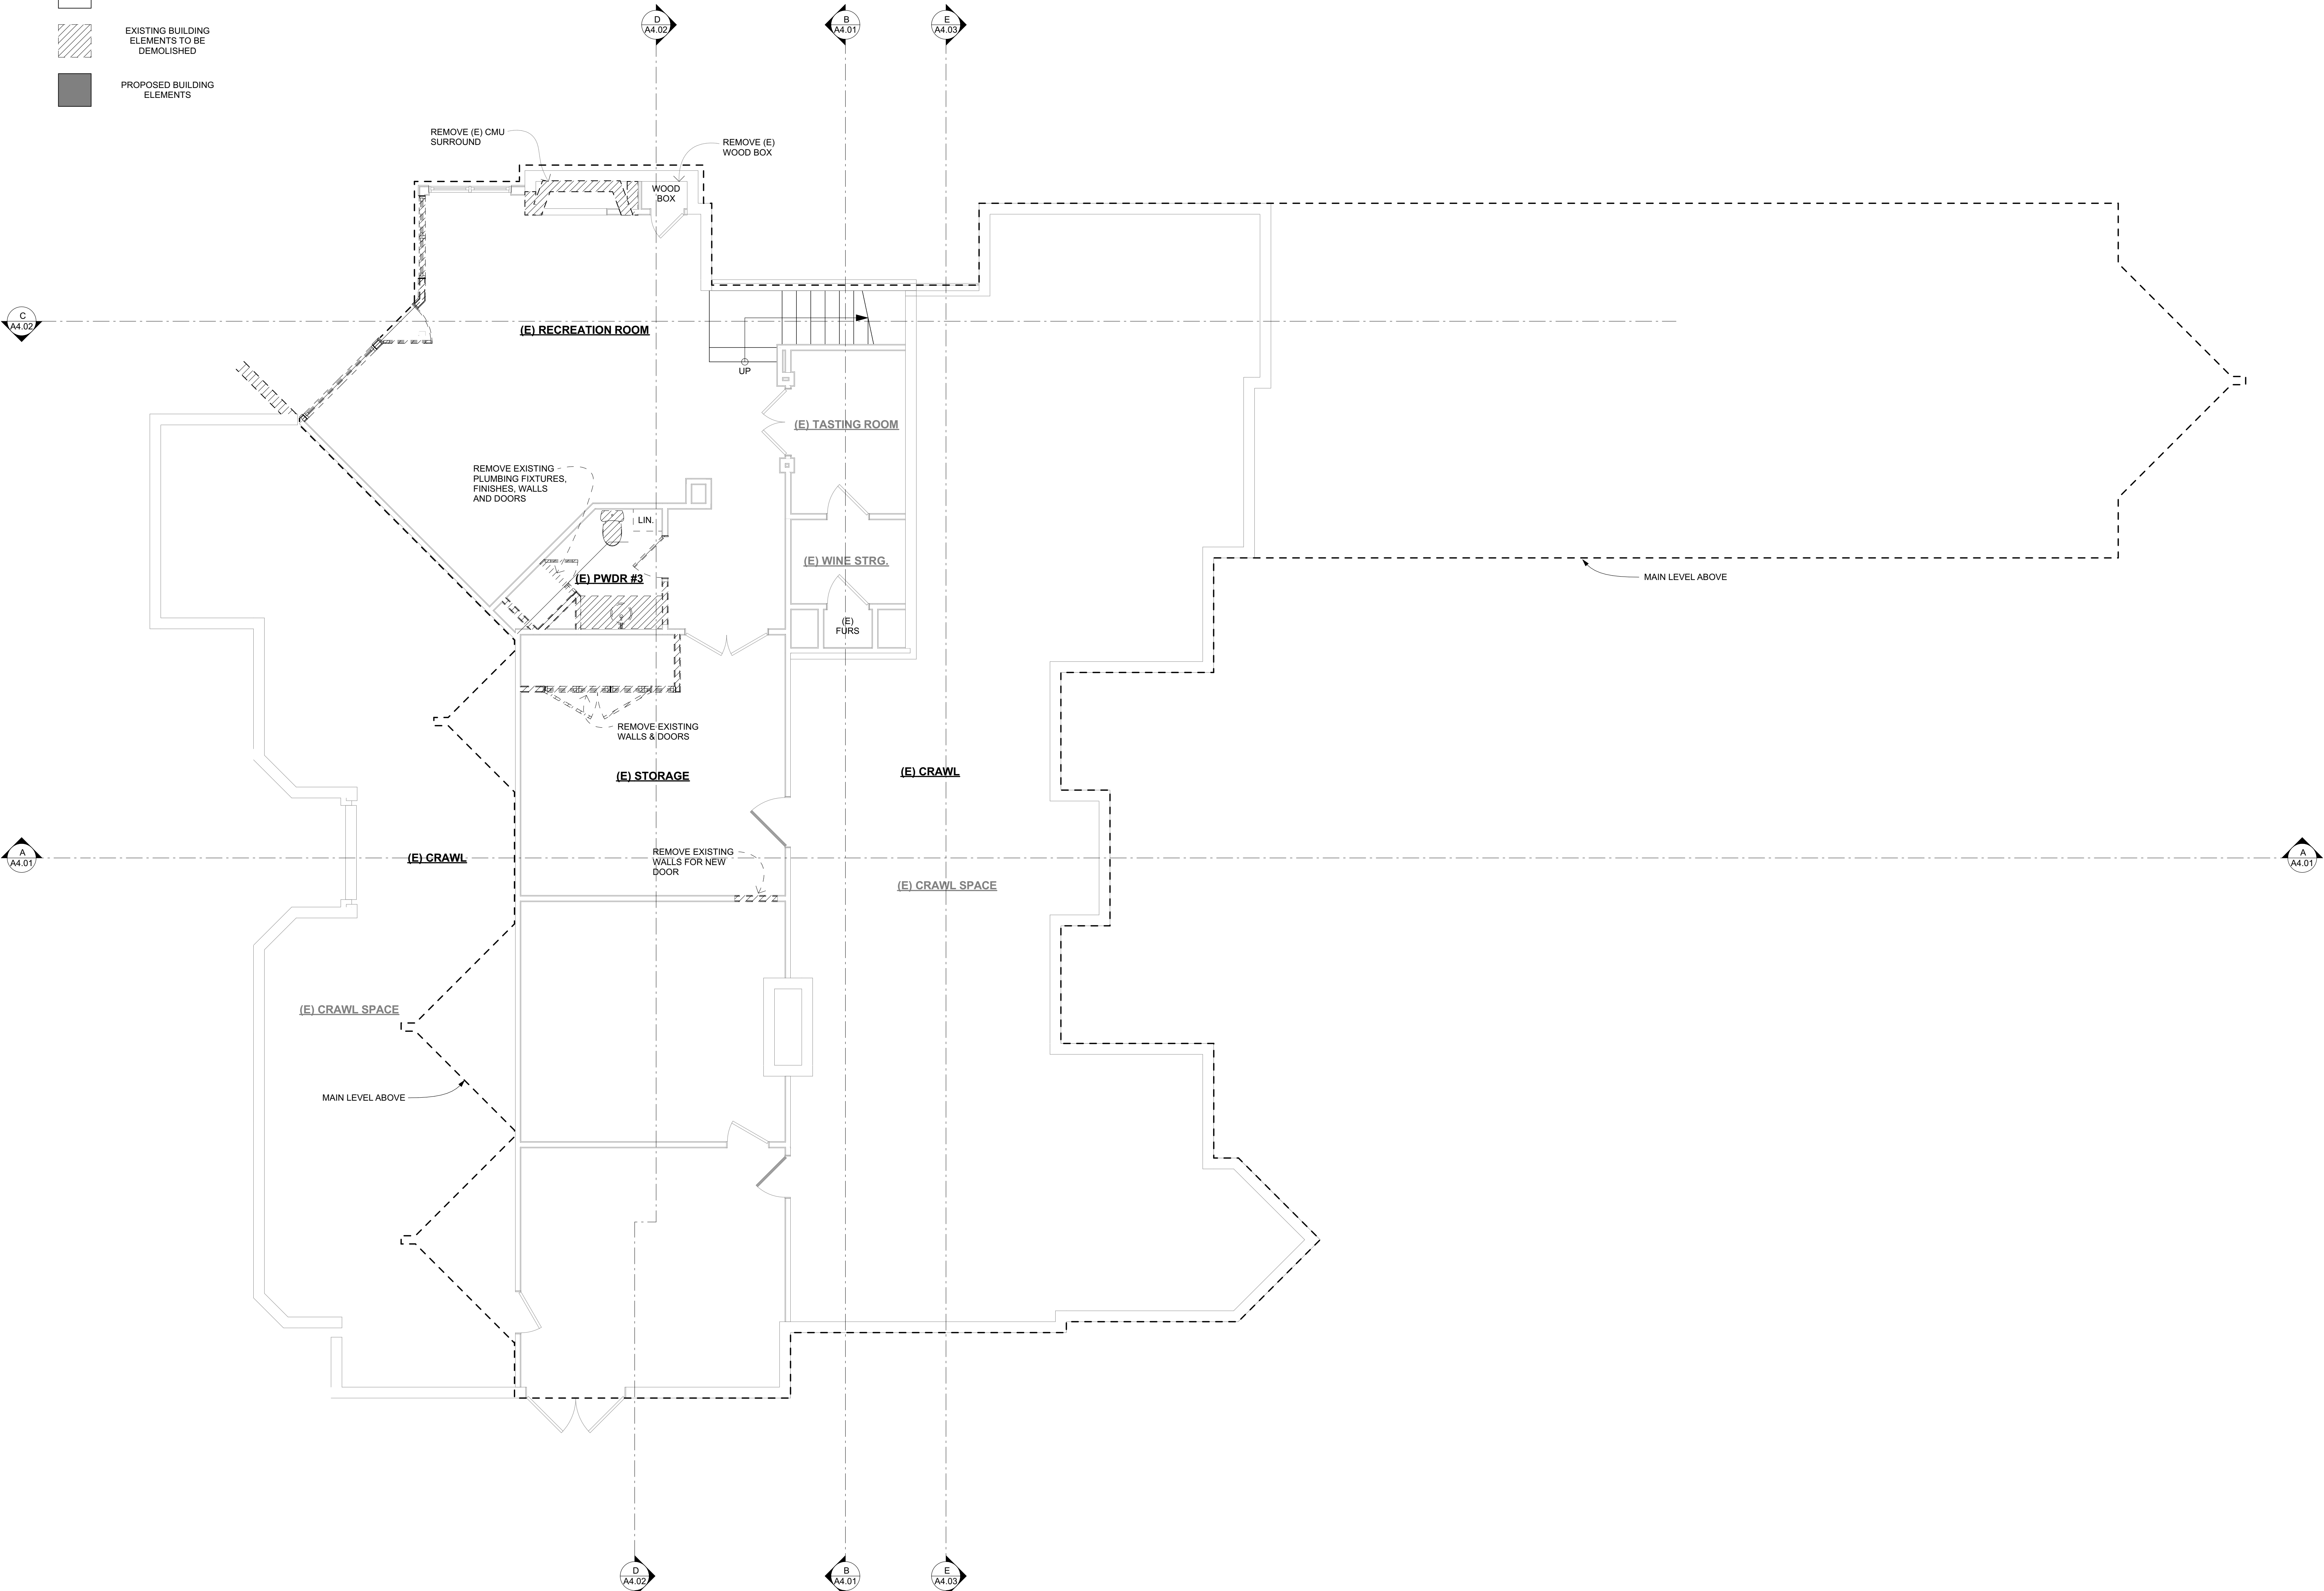 D
A4.02
B
A4.01
E
A4.03
EXISTING BUILDING
ELEMENTS TO BE
DEMOLISHED
PROPOSED BUILDING
ELEMENTS
REMOVE (E) CMU
SURROUND
REMOVE (E)
WOOD BOX
WOOD
BOX
C
A4.02
(E) RECREATION ROOM
UP
(E) TASTING ROOM
REMOVE EXISTING
PLUMBING FIXTURES,
FINISHES, WALLS
AND DOORS
LIN.
(E) WINE STRG.
(E) PWDR #3
MAIN LEVEL ABOVE
(E)
FURS
REMOVE EXISTING
WALLS & DOORS
(E) STORAGE
(E) CRAWL
A
A4.01
(E) CRAWL
REMOVE EXISTING
WALLS FOR NEW
DOOR
A
A4.01
(E) CRAWL SPACE
(E) CRAWL SPACE
MAIN LEVEL ABOVE
D
A4.02
B
A4.01
E
A4.03